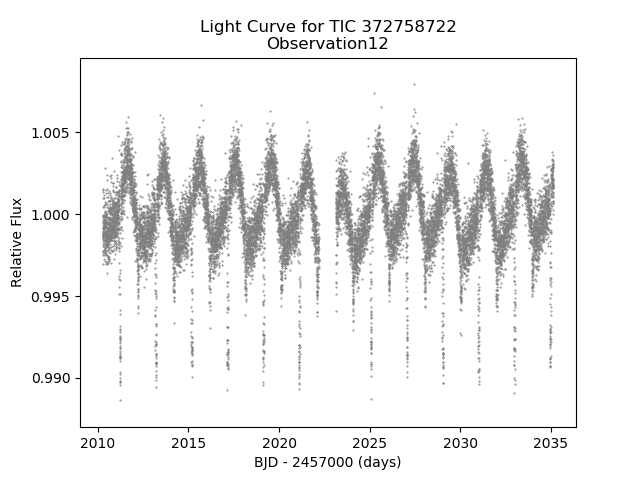 Light Curve for TIC 372758722
Observation12
1.005
1.000
0.995
0.990
Relative Flux
2010
2015
2020
2025
2030
2035
BJD - 2457000 (days)